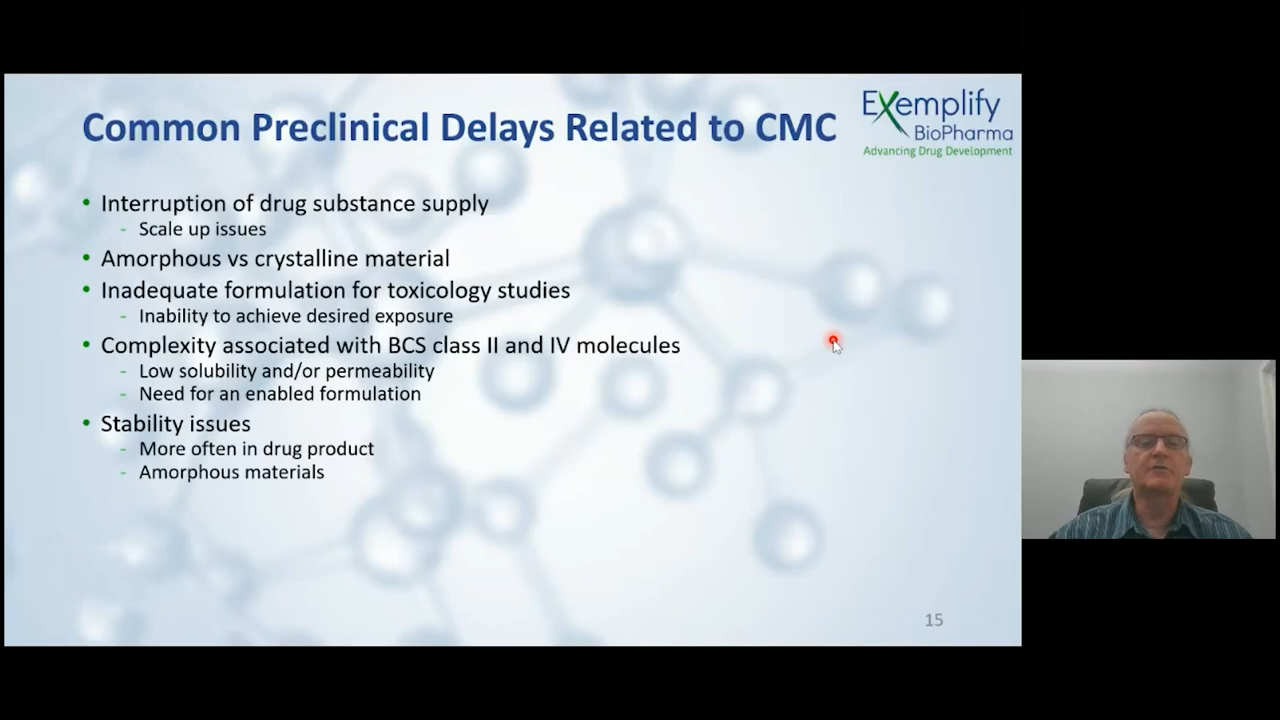 Common Preclinical Delays Related to CMC
Exemplify
BioPharma
Advancing Drug Development
• Interruption of drug substance supply
- Scale up issues
• Amorphous vs crystalline material
• Inadequate formulation for toxicology studies
- Inability to achieve desired exposure
• Complexity associated with BCS class II and IV molecules
- Low solubility and/or permeability
- Need for an enabled formulation
• Stability issues
- More often in drug product
- Amorphous materials
15